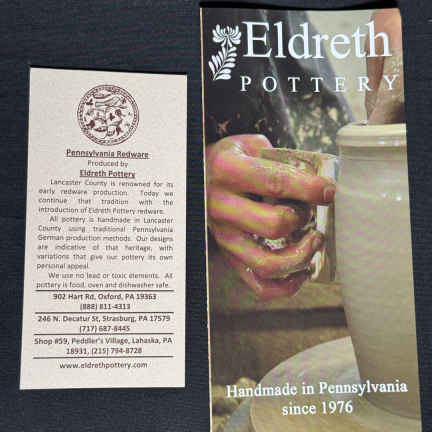 Pennsylvania Redware
Produced by
Eldreth Pottery
Lancaster County is renowned for its
early redware production. Today we
continue that tradition with the
introduction of Eldreth Pottery redware.
All pottery is handmade in Lancaster
County using traditional Pennsylvania
German production methods. Our designs
are indicative of that heritage, with
variations that give our pottery its own
personal appeal.
We use no lead or toxic elements. All
pottery is food, oven and dishwasher safe.
902 Hart Rd, Oxford, PA 19363
(888) 811-4313
246 N. Decatur St, Strasburg, PA 17579
(717) 687-8445
Shop #59, Peddler's Village, Lahaska, PA
18931, (215) 794-8728
www.eldrethpottery.com
Eldreth
POTTERY
Handmade in Pennsylvania
since 1976